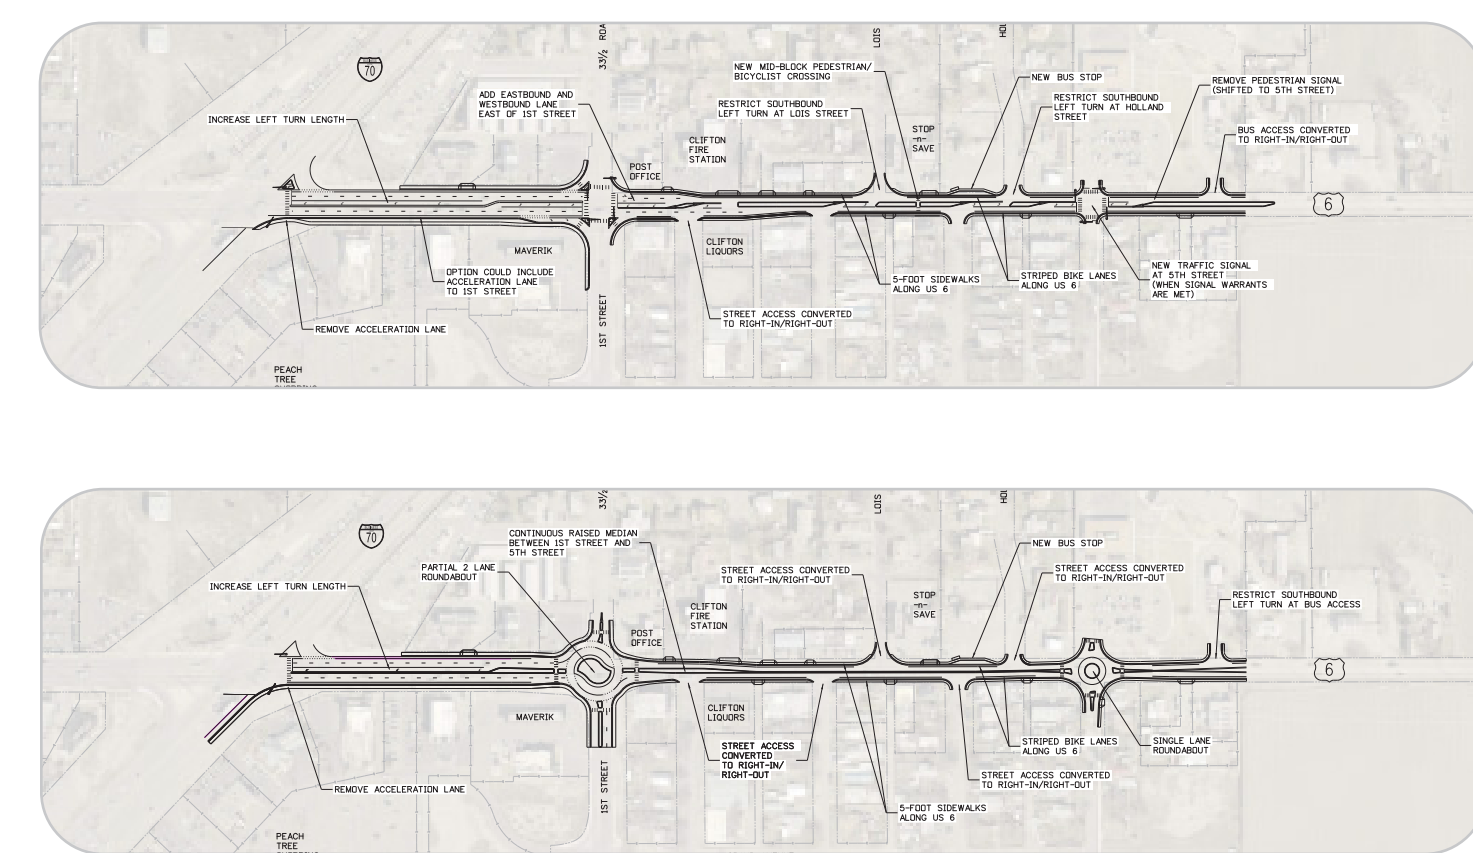 33½ ROA
LOIS
HOL
70
NEW MID-BLOCK PEDESTRIAN/
BICYCLIST CROSSING
NEW BUS STOP
REMOVE PEDESTRIAN SIGNAL
(SHIFTED TO 5TH STREET)
ADD EASTBOUND AND
WESTBOUND LANE
EAST OF 1ST STREET
RESTRICT SOUTHBOUND
LEFT TURN AT LOIS STREET
RESTRICT SOUTHBOUND
LEFT TURN AT HOLLAND
STREET
INCREASE LEFT TURN LENGTH
BUS ACCESS CONVERTED
TO RIGHT-IN/RIGHT-OUT
STOP
-n-
SAVE
CLIFTON
FIRE
STATION
POST
OFFICE
6
MAVERIK
CLIFTON
LIQUORS
OPTION COULD INCLUDE
ACCELERATION LANE
TO 1ST STREET
5-FOOT SIDEWALKS
ALONG US 6
STRIPED BIKE LANES
ALONG US 6
NEW TRAFFIC SIGNAL
AT 5TH STREET
(WHEN SIGNAL WARRANTS
ARE MET)
1ST STREET
STREET ACCESS CONVERTED
TO RIGHT-IN/RIGHT-OUT
REMOVE ACCELERATION LANE
PEACH
TREE
33½
LOIS
HOL
70
CONTINUOUS RAISED MEDIAN
BETWEEN 1ST STREET AND
5TH STREET
NEW BUS STOP
PARTIAL 2 LANE
ROUNDABOUT
STREET ACCESS CONVERTED
TO RIGHT-IN/RIGHT-OUT
STREET ACCESS CONVERTED
TO RIGHT-IN/RIGHT-OUT
INCREASE LEFT TURN LENGTH
RESTRICT SOUTHBOUND
LEFT TURN AT BUS ACCESS
STOP
-n-
SAVE
CLIFTON
FIRE
STATION
POST
OFFICE
6
MAVERIK
CLIFTON
LIQUORS
STREET ACCESS
CONVERTED
TO RIGHT-IN/
RIGHT-OUT
STRIPED BIKE LANES
ALONG US 6
SINGLE LANE
ROUNDABOUT
STREET ACCESS CONVERTED
TO RIGHT-IN/RIGHT-OUT
1ST STREET
REMOVE ACCELERATION LANE
5-FOOT SIDEWALKS
ALONG US 6
PEACH
TREE